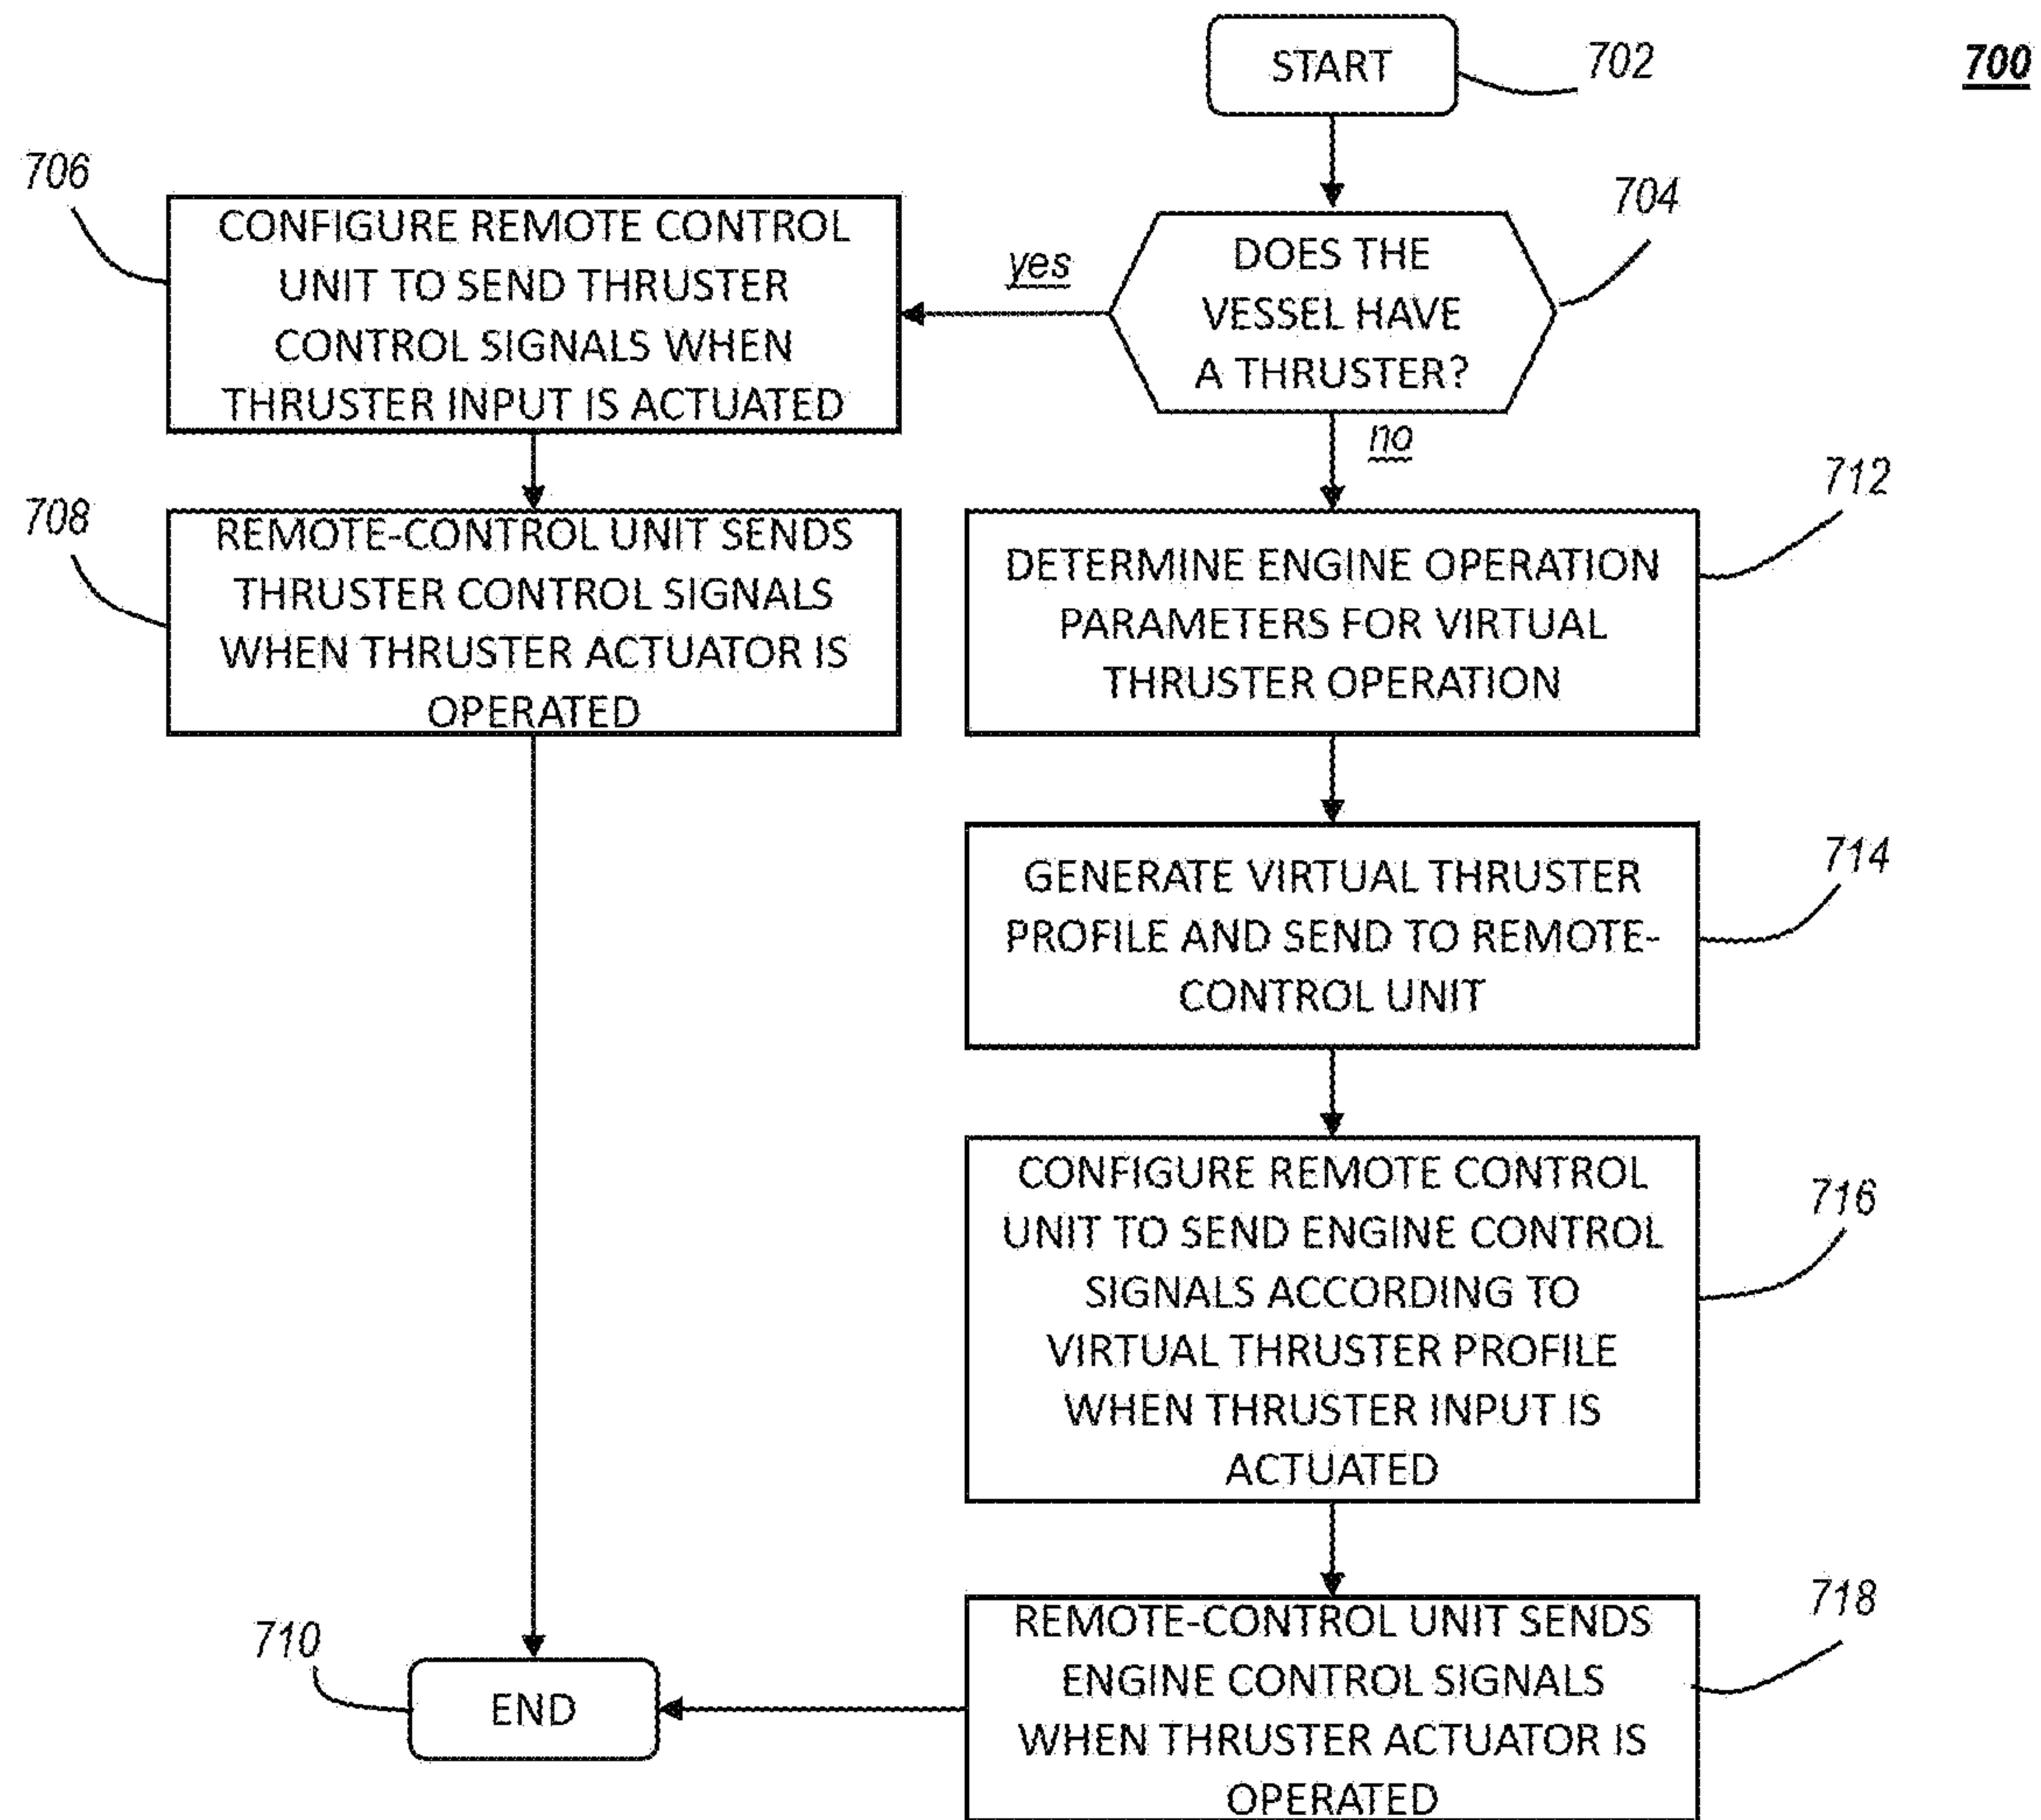 START
702
700
706
CONFIGURE REMOTE CONTROL
UNIT TO SEND THRUSTER
CONTROL SIGNALS WHEN
THRUSTER INPUT IS ACTUATED
yes
DOES THE
VESSEL HAVE
A THRUSTER?
704
no
708
REMOTE-CONTROL UNIT SENDS
THRUSTER CONTROL SIGNALS
WHEN THRUSTER ACTUATOR IS
OPERATED
712
DETERMINE ENGINE OPERATION
PARAMETERS FOR VIRTUAL
THRUSTER OPERATION
714
GENERATE VIRTUAL THRUSTER
PROFILE AND SEND TO REMOTE-
CONTROL UNIT
716
CONFIGURE REMOTE CONTROL
UNIT TO SEND ENGINE CONTROL
SIGNALS ACCORDING TO
VIRTUAL THRUSTER PROFILE
WHEN THRUSTER INPUT IS
ACTUATED
718
REMOTE-CONTROL UNIT SENDS
ENGINE CONTROL SIGNALS
WHEN THRUSTER ACTUATOR IS
OPERATED
710
END